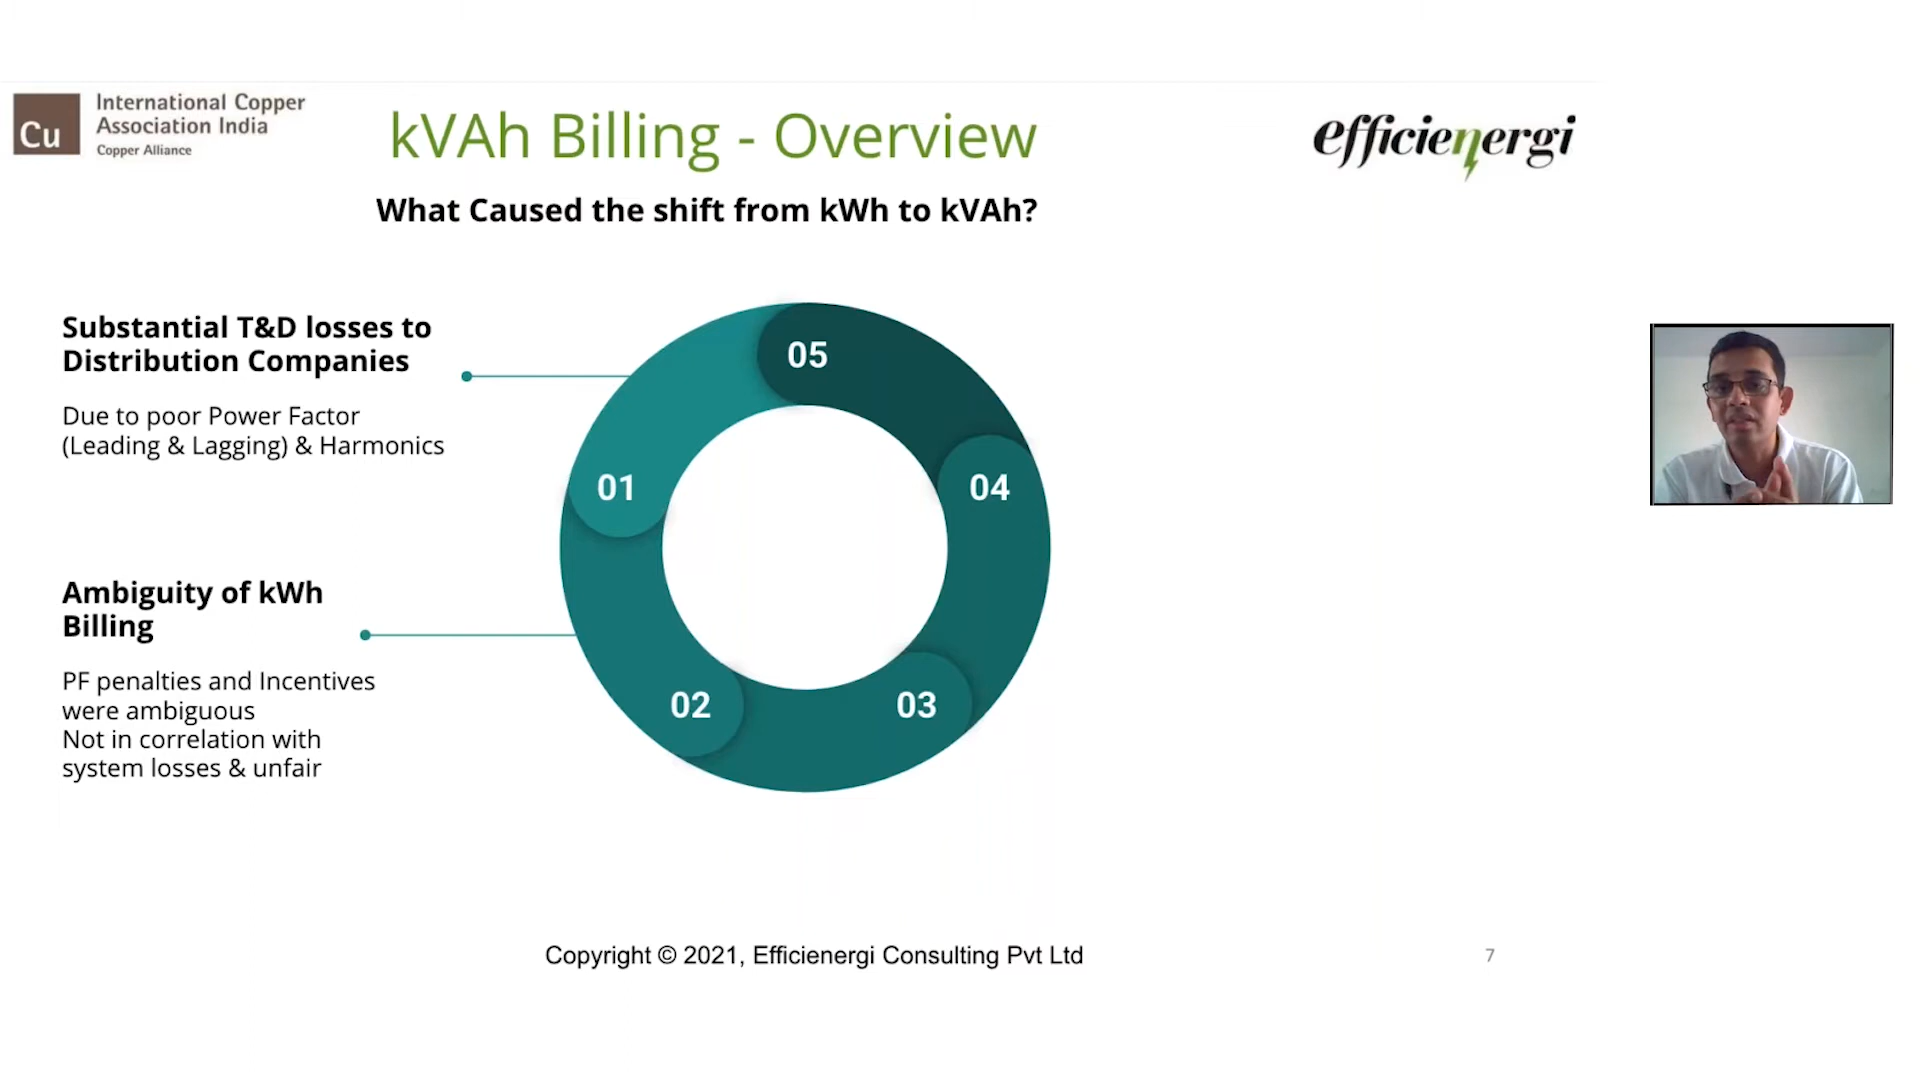 Cu
International Copper
Association India
Copper Alliance
kVAh Billing - Overview
efficienergi
What Caused the shift from kWh to kVAh?
Substantial T&D losses to
Distribution Companies
Due to poor Power Factor
(Leading & Lagging) & Harmonics
Ambiguity of kWh
Billing
PF penalties and Incentives
were ambiguous
Not in correlation with
system losses & unfair
05
01
04
02
03
Copyright © 2021, Efficienergi Consulting Pvt Ltd
7